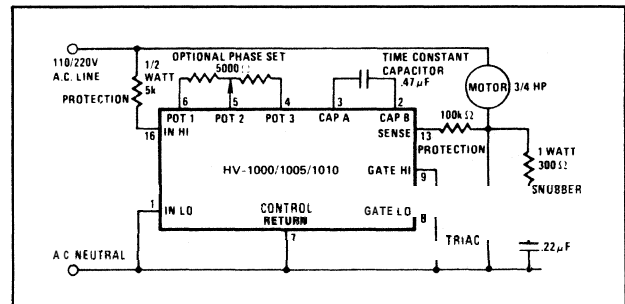 110/220V
A.C. LINE
1/2
WATT
5k
PROTECTION
OPTIONAL PHASE SET
5000 Ω
TIME CONSTANT
CAPACITOR
.47μF
MOTOR
3/4 HP
6
5
4
3
2
POT 1
POT 2
POT 3
CAP A
CAP B
16
IN HI
SENSE
13
100kΩ
PROTECTION
1 WATT
300Ω
SNUBBER
HV-1000/1005/1010
GATE HI
9
1
IN LO
CONTROL
RETURN
7
GATE LO
8
TRIAC
.22μF
A C NEUTRAL